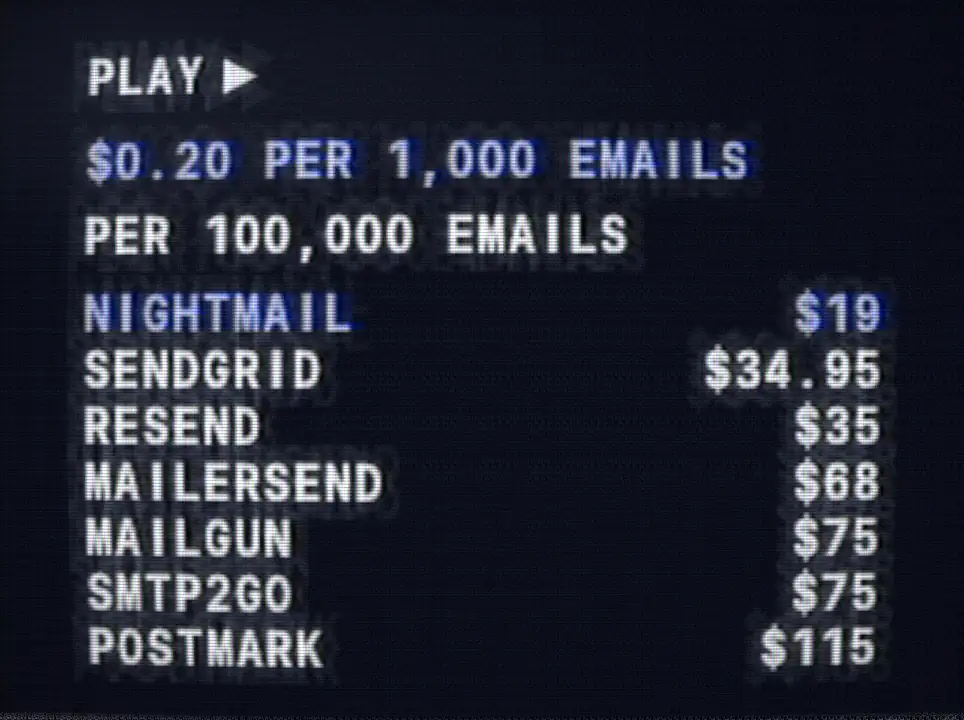 PLAY ▶
$0.20 PER 1,000 EMAILS
PER 100,000 EMAILS
NIGHTMAIL $19
SENDGRID $34.95
RESEND $35
MAILERSEND $68
MAILGUN $75
SMTP2GO $75
POSTMARK $115